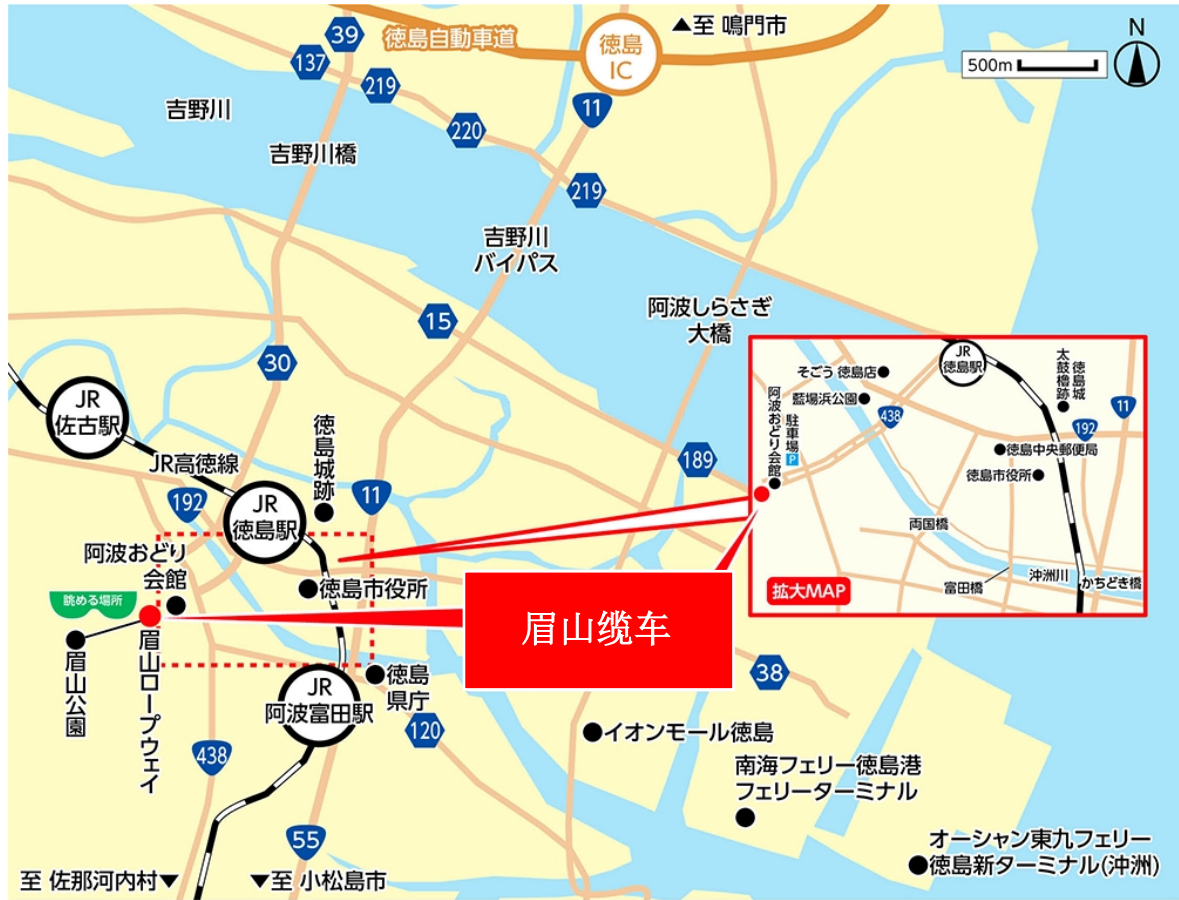 39
徳島自動車道
徳島
IC
▲至 鳴門市
N
500m
137
219
11
吉野川
220
吉野川橋
219
吉野川
バイパス
阿波しらさぎ
大橋
15
30
JR
佐古駅
JR高徳線
徳島城跡
189
192
11
JR
徳島駅
阿波おどり
会館
徳島市役所
眺める場所
眉山公園
眉山ロープウェイ
眉山缆车
徳島
県庁
JR
阿波富田駅
38
120
438
イオンモール徳島
南海フェリー徳島港
フェリーターミナル
55
オーシャン東九フェリー
徳島新ターミナル(沖洲)
至 佐那河内村▼
▼至 小松島市
JR
徳島駅
そごう 徳島店
藍場浜公園
徳島城
太鼓櫓跡
阿波おどり会館
駐車場
P
438
11
192
徳島中央郵便局
徳島市役所
両国橋
富田橋
沖洲川
かちどき橋
拡大MAP